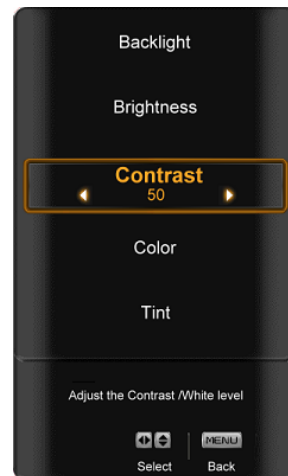 Backlight
Brightness
Contrast
50
Color
Tint
Adjust the Contrast /White level
MENU
Select Back